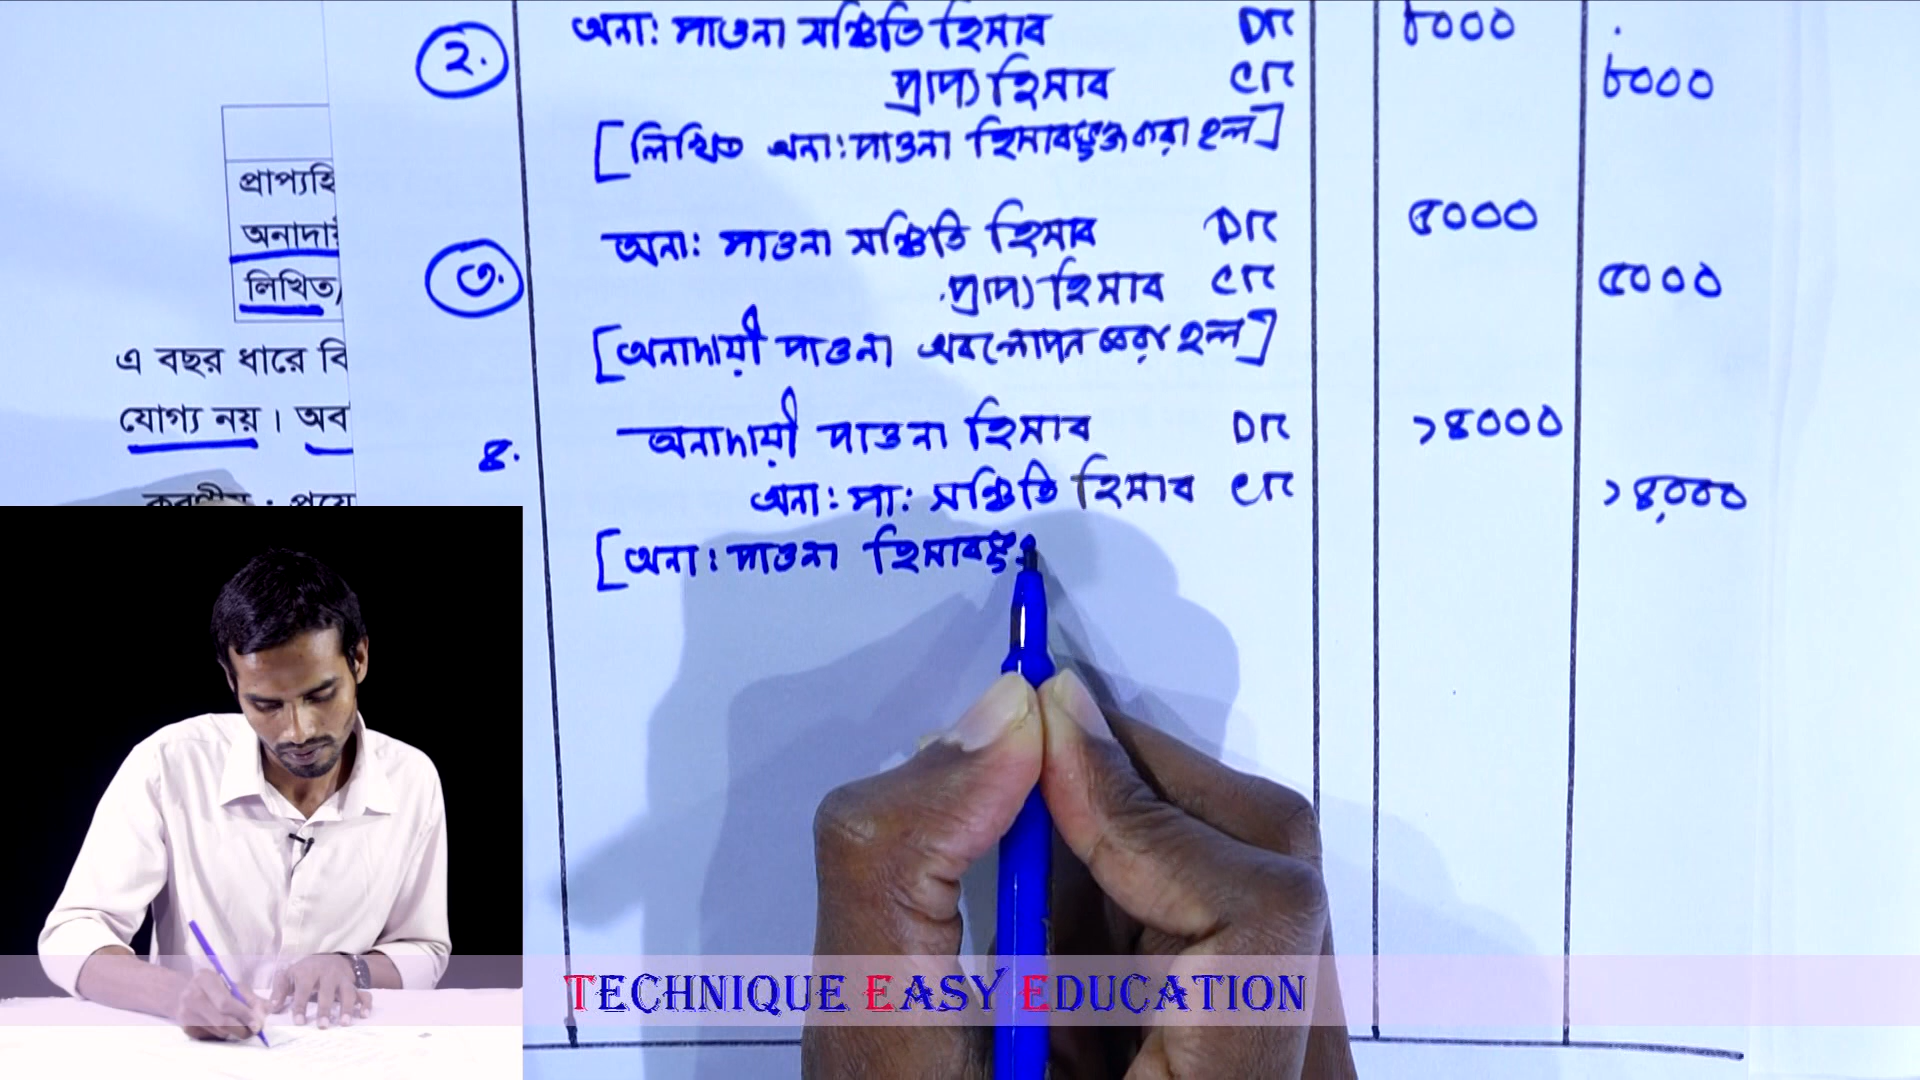 ২.
অনা: পাওনা সঞ্চিতি হিসাব Dr ৮০০০
প্রাপ্য হিসাব Cr ৮০০০
[লিখিত অনা: পাওনা হিসাবভুক্ত করা হল]
৩.
অনা: পাওনা সঞ্চিতি হিসাব Dr ৫০০০
প্রাপ্য হিসাব Cr ৫০০০
[অনাদায়ী পাওনা অবলোপন করা হল]
৪.
অনাদায়ী পাওনা হিসাব Dr ১৪০০০
অনা: পা: সঞ্চিতি হিসাব Cr ১৪,০০০
[অনা: পাওনা হিসাবভু
প্রাপ্যহি
অনাদা
লিখিত/
এ বছর ধারে বি
যোগ্য নয়। অব
TECHNIQUE EASY EDUCATION